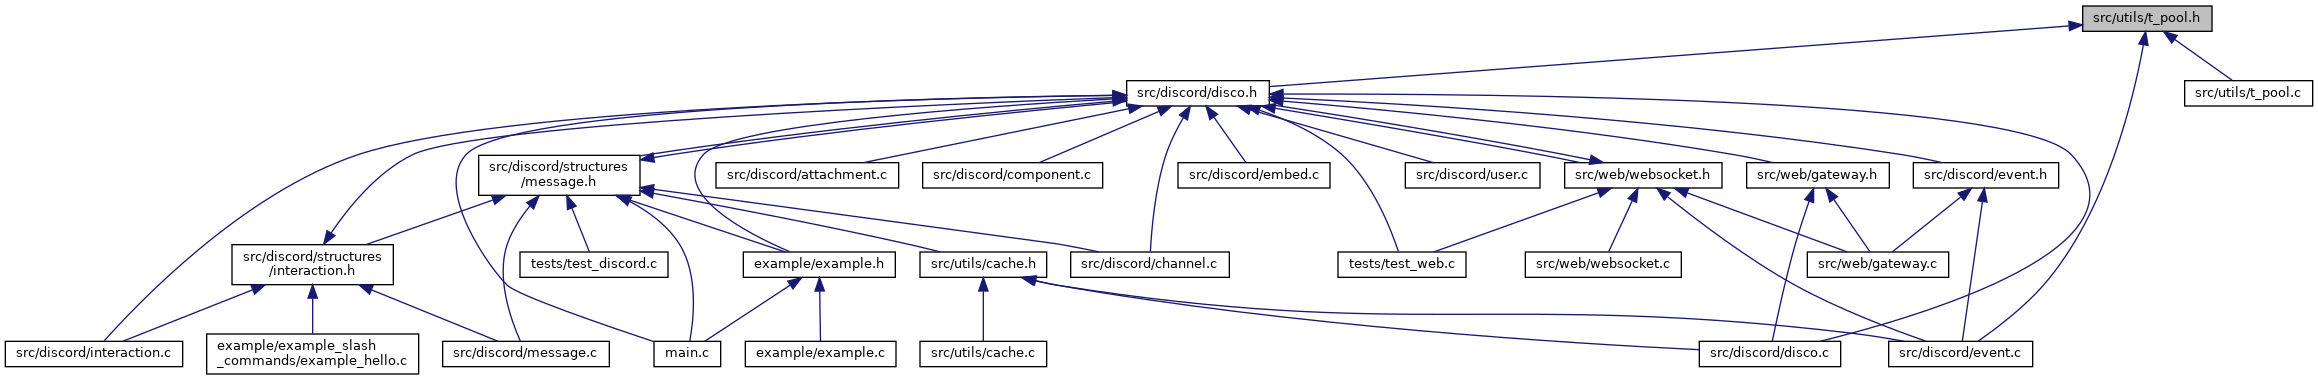 src/utils/t_pool.h
src/discord/disco.h
src/utils/t_pool.c
src/discord/structures
/message.h
src/discord/attachment.c
src/discord/component.c
src/discord/embed.c
src/discord/user.c
src/web/websocket.h
src/web/gateway.h
src/discord/event.h
src/discord/structures
/interaction.h
tests/test_discord.c
example/example.h
src/utils/cache.h
src/discord/channel.c
tests/test_web.c
src/web/websocket.c
src/web/gateway.c
src/discord/interaction.c
example/example_slash
_commands/example_hello.c
src/discord/message.c
main.c
example/example.c
src/utils/cache.c
src/discord/disco.c
src/discord/event.c